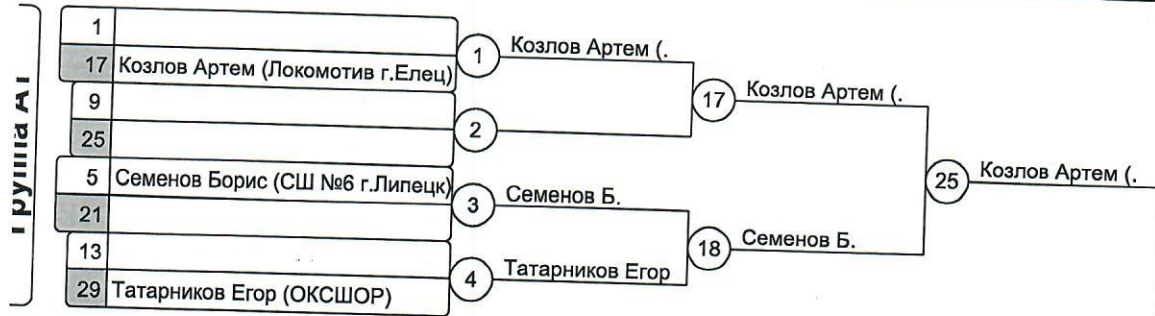 Группа А1
1
17 Козлов Артем (Локомотив г.Елец)
9
25
5 Семенов Борис (СШ №6 г.Липецк)
21
13
29 Татарников Егор (ОКСШОР)
1 Козлов Артем (.
2
3 Семенов Б.
4 Татарников Егор
17 Козлов Артем (.
18 Семенов Б.
25 Козлов Артем (.